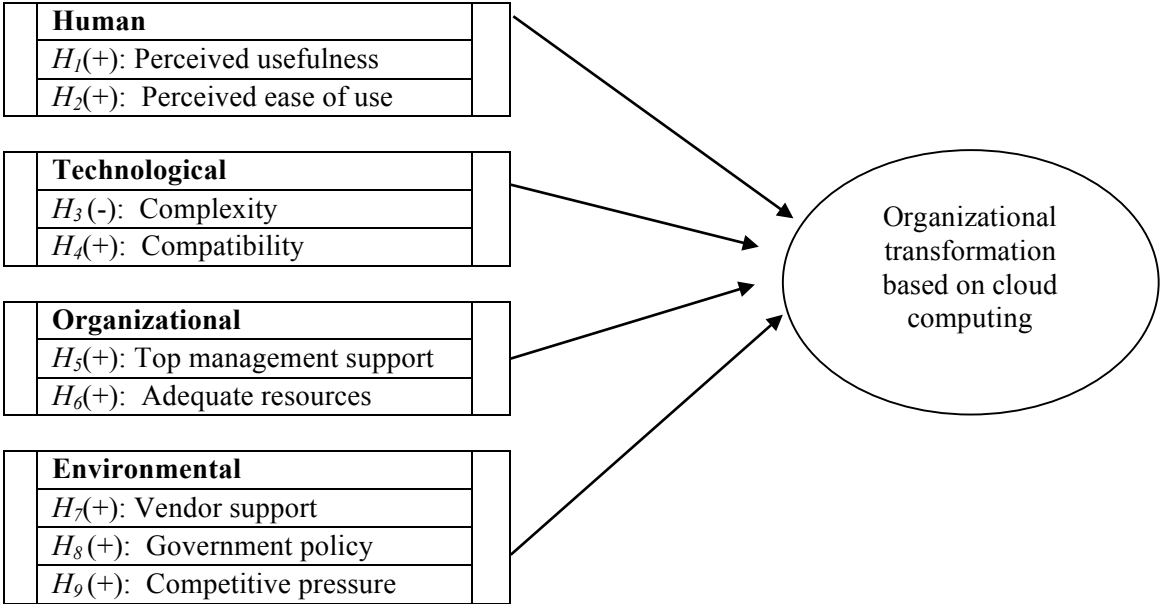 Human
H1(+): Perceived usefulness
H2(+): Perceived ease of use
Technological
H3 (-): Complexity
H4(+): Compatibility
Organizational
H5(+): Top management support
H6(+): Adequate resources
Environmental
H7(+): Vendor support
H8 (+): Government policy
H9 (+): Competitive pressure
Organizational
transformation
based on cloud
computing